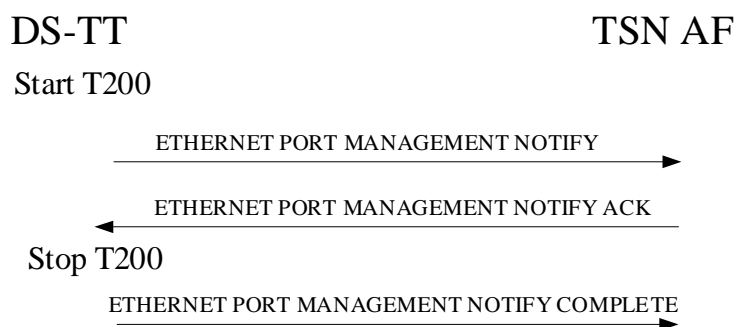 DS-TT TSN AF
Start T200
ETHERNET PORT MANAGEMENT NOTIFY
ETHERNET PORT MANAGEMENT NOTIFY ACK
Stop T200
ETHERNET PORT MANAGEMENT NOTIFY COMPLETE